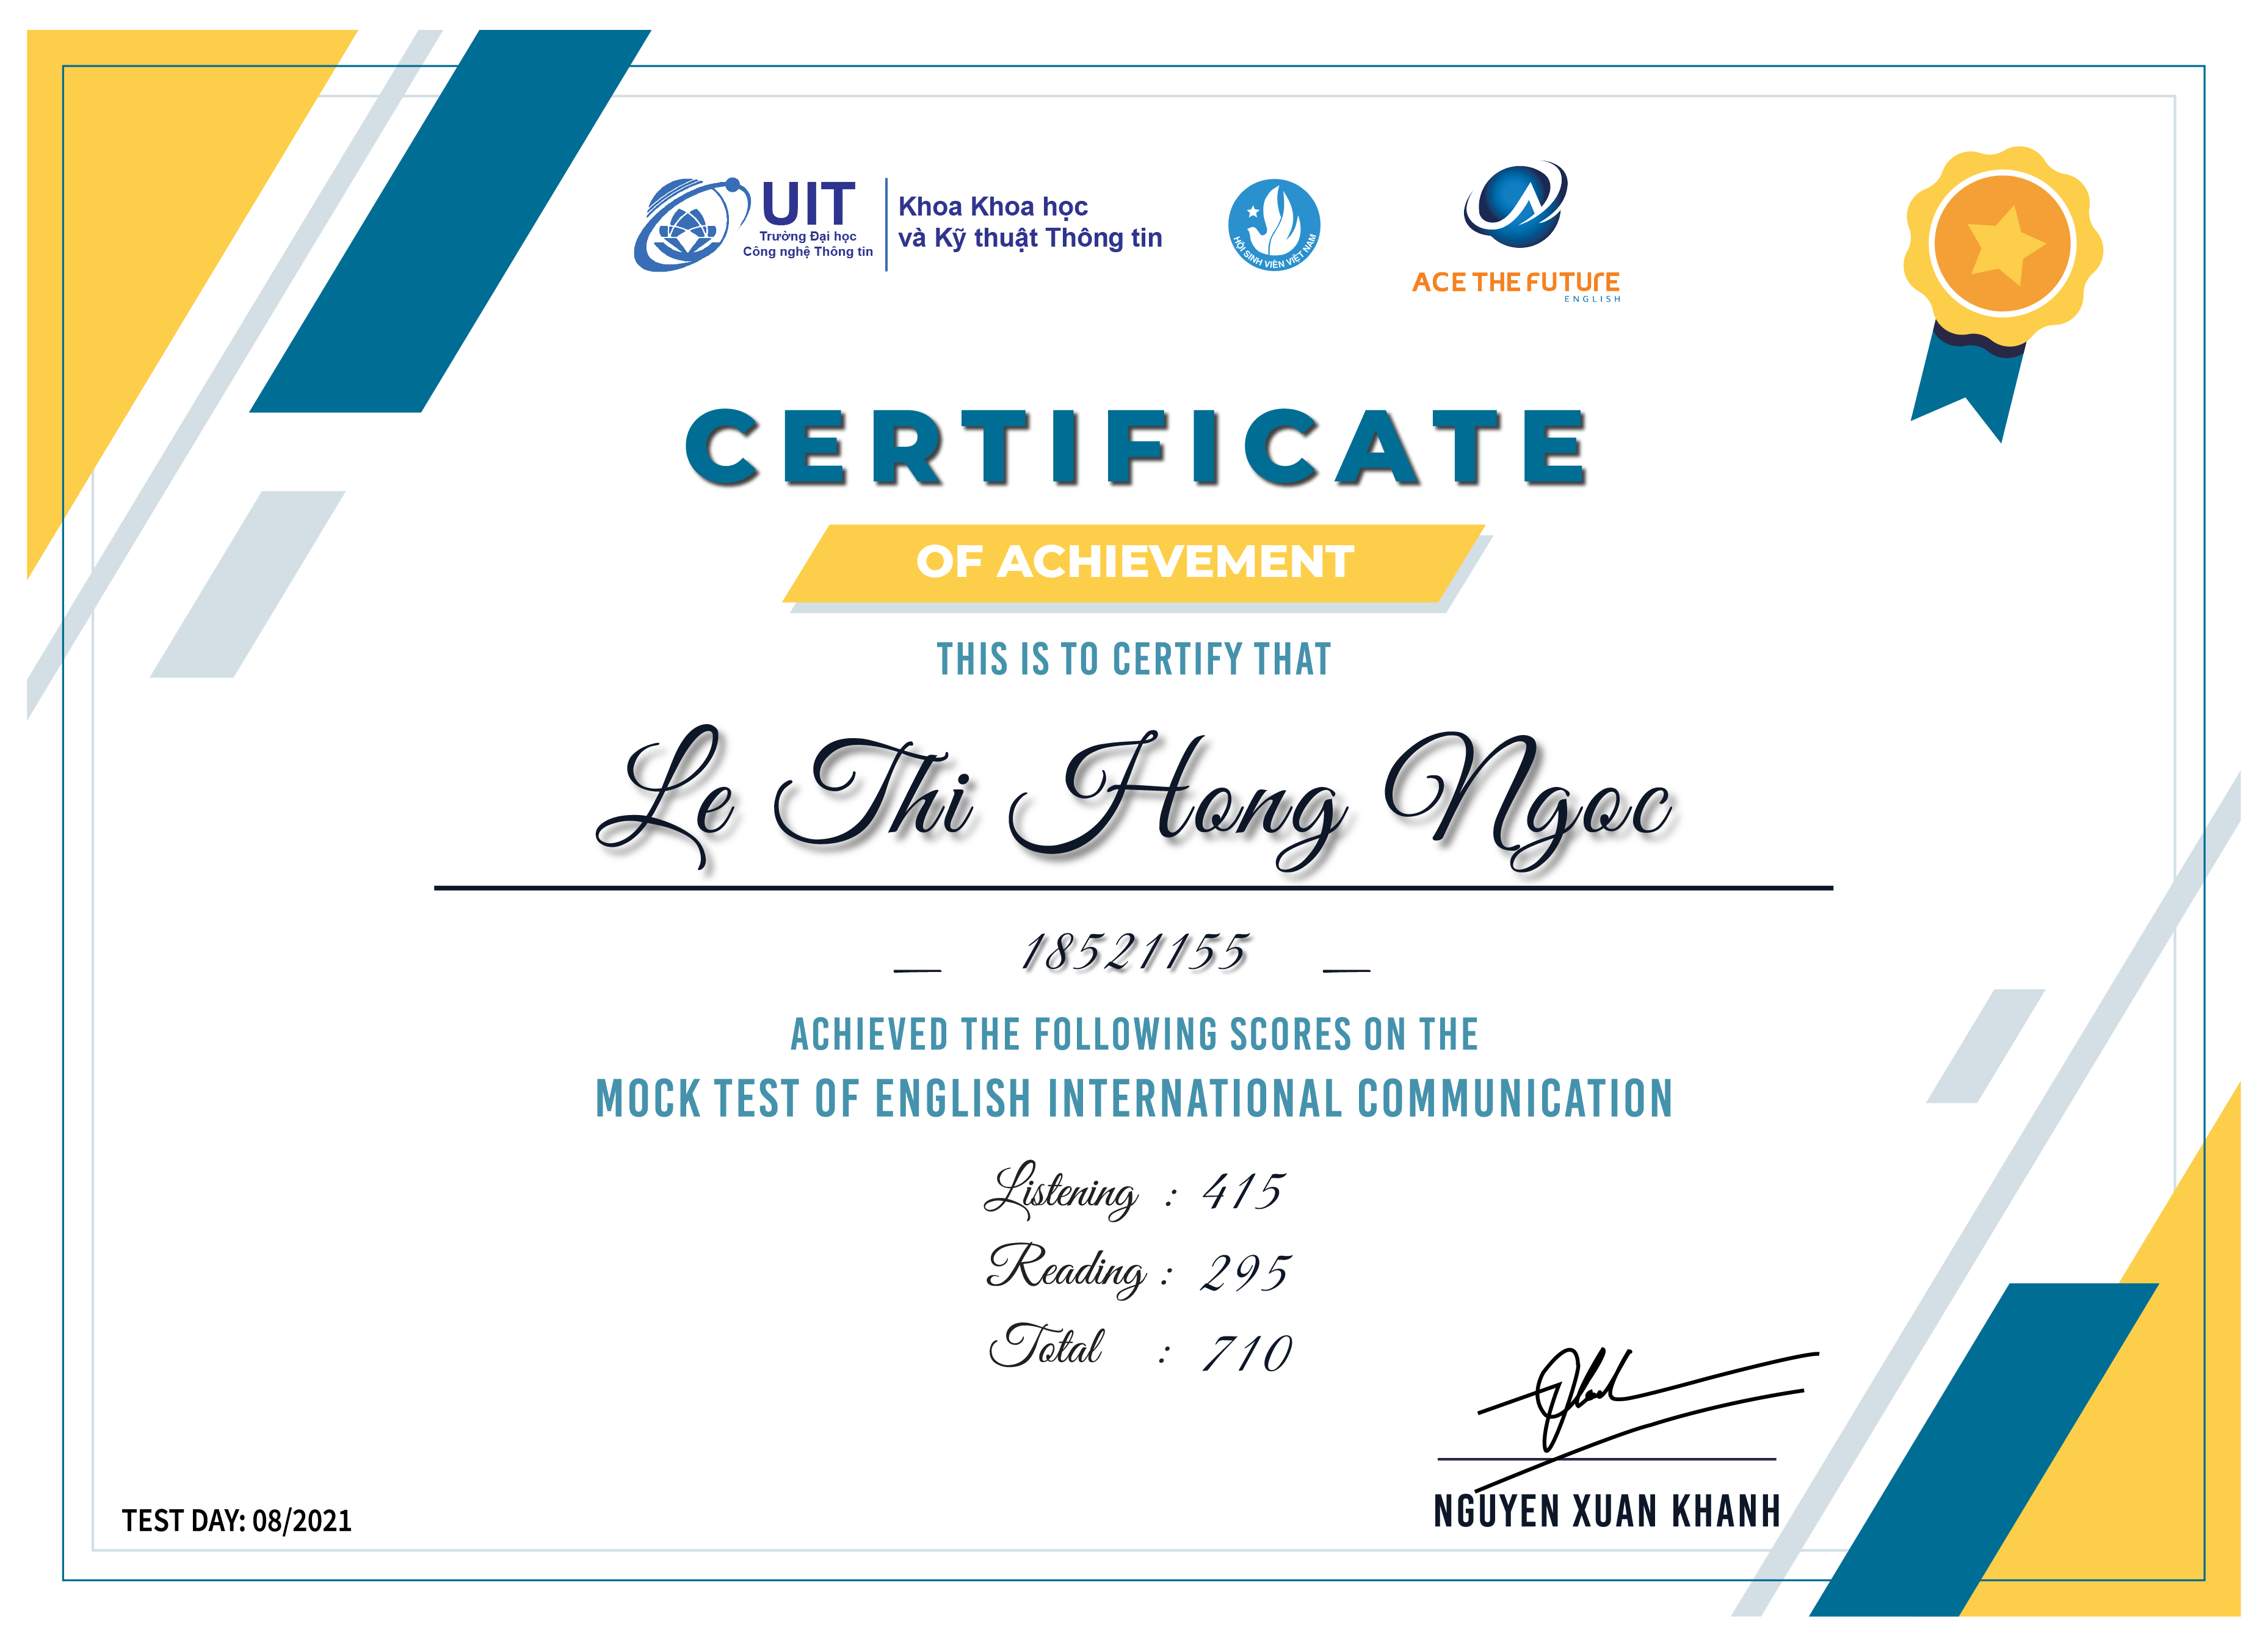 UIT
Trường Đại học
Công nghệ Thông tin
Khoa Khoa học
và Kỹ thuật Thông tin
HỘI SINH VIÊN VIỆT NAM
ACE THE FUTURE
ENGLISH
CERTIFICATE
OF ACHIEVEMENT
THIS IS TO CERTIFY THAT
Le Thi Hong Ngoc
18521155
ACHIEVED THE FOLLOWING SCORES ON THE
MOCK TEST OF ENGLISH INTERNATIONAL COMMUNICATION
Listening : 415
Reading : 295
Total : 710
NGUYEN XUAN KHANH
TEST DAY: 08/2021